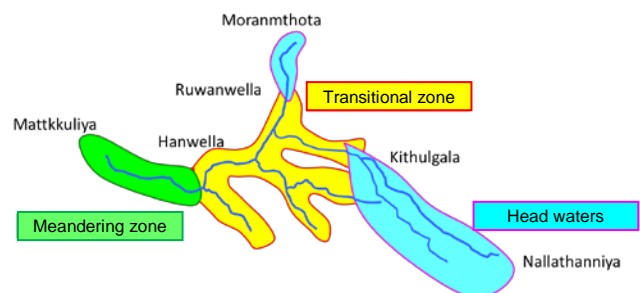 Moranmthota
Ruwanwella
Transitional zone
Mattkkuliya
Hanwella
Kithulgala
Meandering zone
Head waters
Nallathanniya